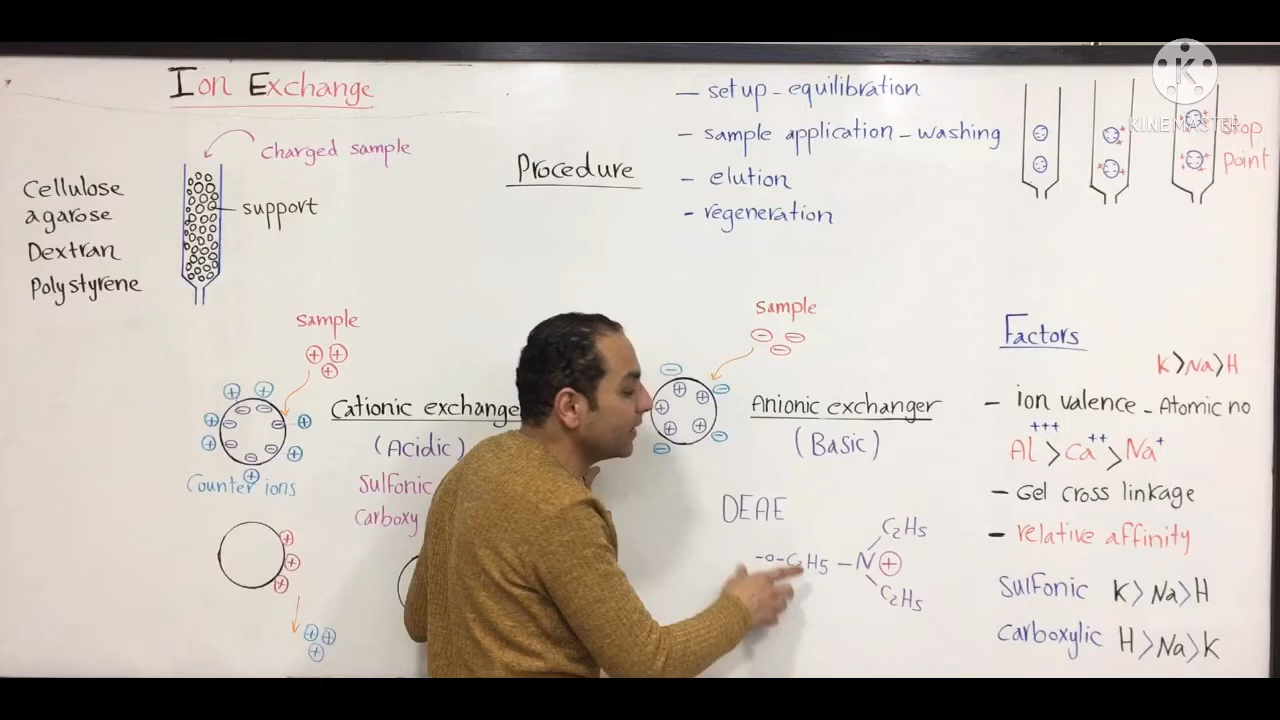 Ion Exchange
charged sample
Cellulose
agarose
Dextran
Polystyrene
support
Procedure
— setup - equilibration
- sample application - washing
- elution
- regeneration
K
KINEMASTER
point
sample
+ + +
Cationic exchange
(Acidic)
Sulfonic
Carboxy
Counter ions
sample
- - -
Anionic exchanger
(Basic)
DEAE
-o-C2H5-N+
C2H5
C2H5
Factors
K>Na>H
- ion valence - Atomic no
Al+++ > Ca++ > Na+
- Gel cross linkage
- relative affinity
Sulfonic K> Na>H
Carboxylic H>Na>K